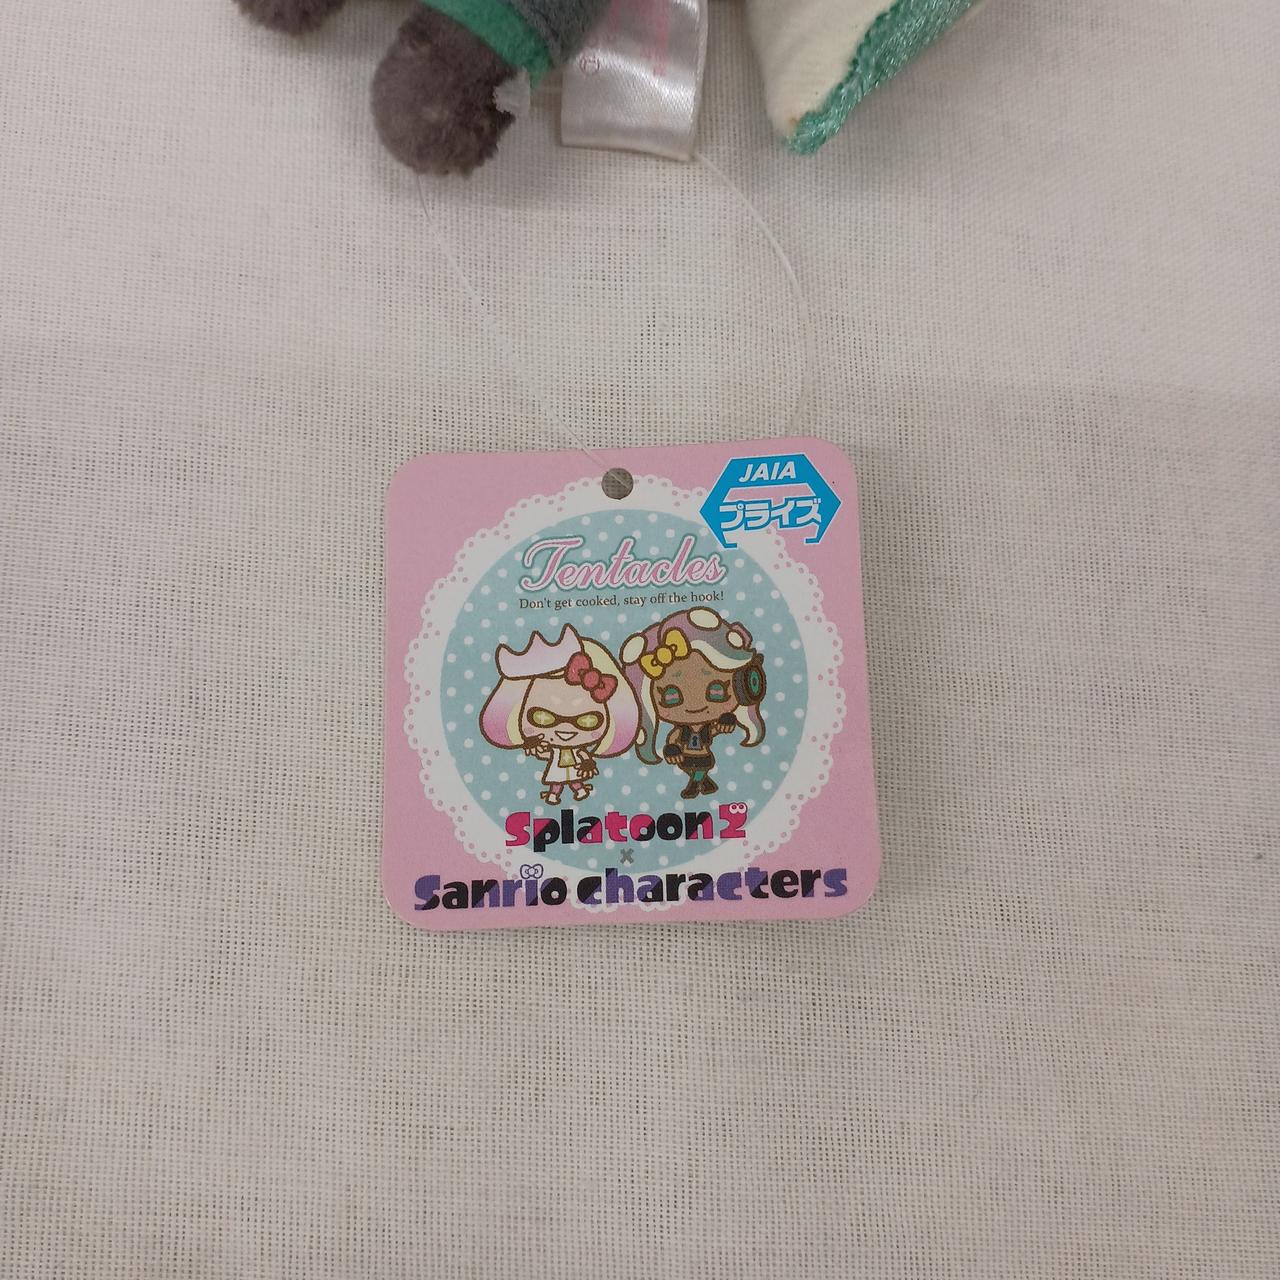 JAIA
プライズ
Tentacles
Don't get cooked, stay off the hook!
Splatoon2
×
Sanrio characters